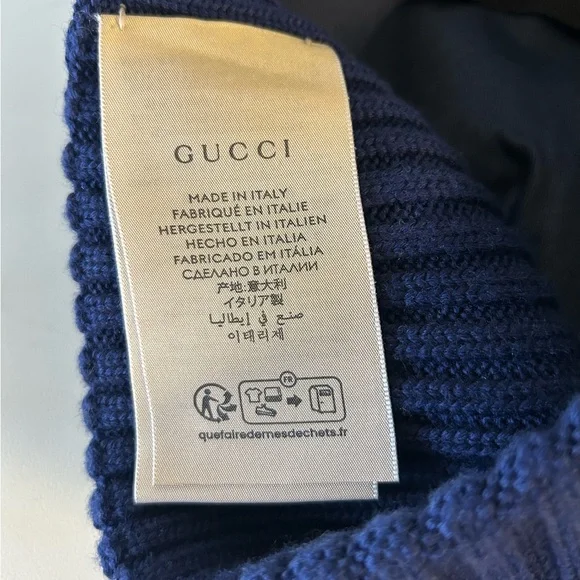 GUCCI
MADE IN ITALY
FABRIQUÉ EN ITALIE
HERGESTELLT IN ITALIEN
HECHO EN ITALIA
FABRICADO EM ITÁLIA
СДЕЛАНО В ИТАЛИИ
产地:意大利
イタリア製
صنع في إيطاليا
이태리제
FR
quefairedemesdechets.fr